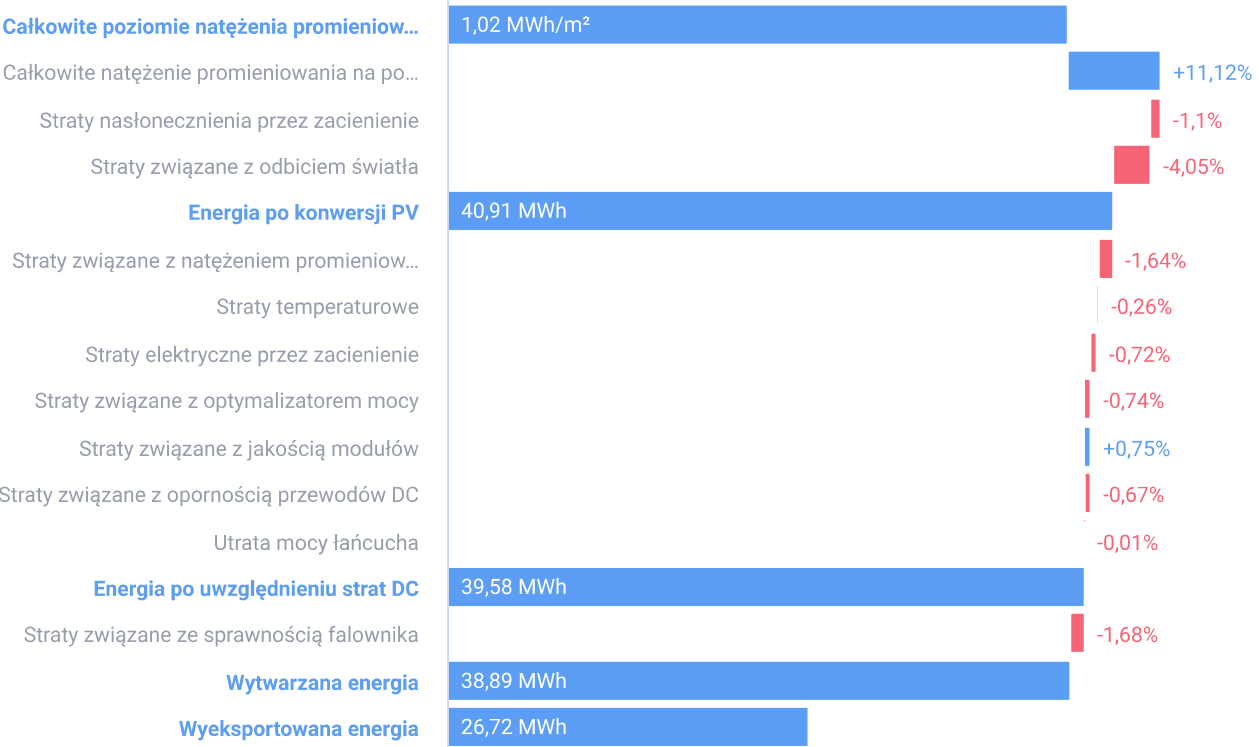 Całkowite poziomie natężenia promieniow... 1,02 MWh/m²
Całkowite natężenie promieniowania na po... +11,12%
Straty nasłonecznienia przez zacienienie -1,1%
Straty związane z odbiciem światła -4,05%
Energia po konwersji PV 40,91 MWh
Straty związane z natężeniem promieniow... -1,64%
Straty temperaturowe -0,26%
Straty elektryczne przez zacienienie -0,72%
Straty związane z optymalizatorem mocy -0,74%
Straty związane z jakością modułów +0,75%
Straty związane z opornością przewodów DC -0,67%
Utrata mocy łańcucha -0,01%
Energia po uwzględnieniu strat DC 39,58 MWh
Straty związane ze sprawnością falownika -1,68%
Wytwarzana energia 38,89 MWh
Wyeksportowana energia 26,72 MWh